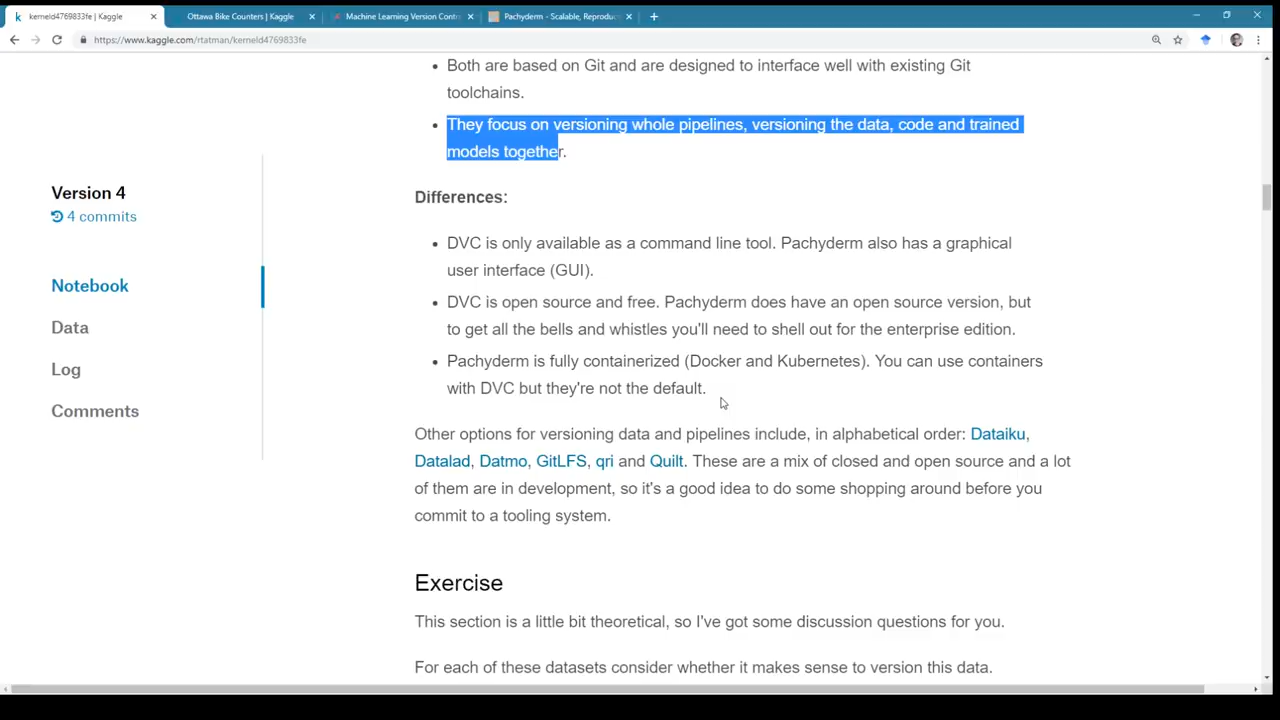 kerneld4769833fe | Kaggle
Ottawa Bike Counters | Kaggle
Machine Learning Version Contr
Pachyderm - Scalable, Reproduc
https://www.kaggle.com/rtatman/kerneld4769833fe
Both are based on Git and are designed to interface well with existing Git
toolchains.
They focus on versioning whole pipelines, versioning the data, code and trained
models together.
Version 4
4 commits
Notebook
Data
Log
Comments
Differences:
DVC is only available as a command line tool. Pachyderm also has a graphical
user interface (GUI).
DVC is open source and free. Pachyderm does have an open source version, but
to get all the bells and whistles you'll need to shell out for the enterprise edition.
Pachyderm is fully containerized (Docker and Kubernetes). You can use containers
with DVC but they're not the default.
Other options for versioning data and pipelines include, in alphabetical order: Dataiku,
Datalad, Datmo, GitLFS, qri and Quilt. These are a mix of closed and open source and a lot
of them are in development, so it's a good idea to do some shopping around before you
commit to a tooling system.
Exercise
This section is a little bit theoretical, so I've got some discussion questions for you.
For each of these datasets consider whether it makes sense to version this data.